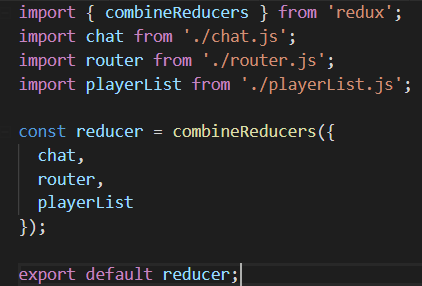 import { combineReducers } from 'redux';
import chat from './chat.js';
import router from './router.js';
import playerList from './playerList.js';
const reducer = combineReducers({
  chat,
  router,
  playerList
});
export default reducer;